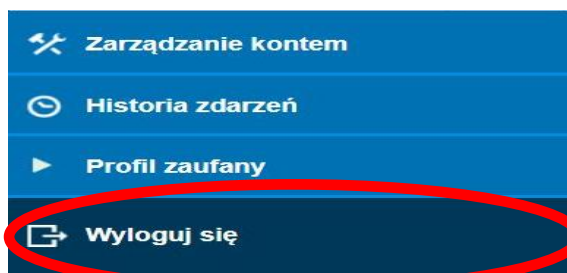 Zarządzanie kontem
Historia zdarzeń
Profil zaufany
Wyloguj się